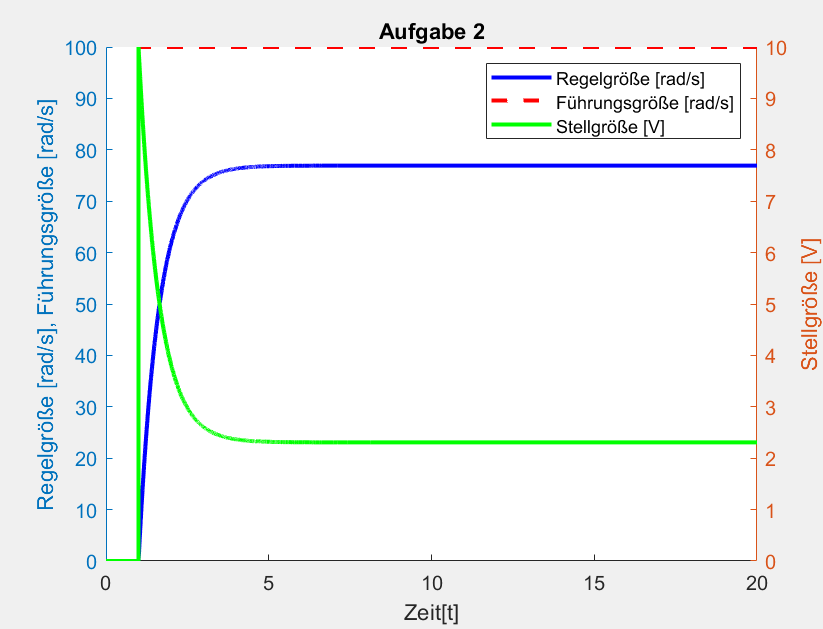 Aufgabe 2
Regelgröße [rad/s], Führungsgröße [rad/s]
100
90
80
70
60
50
40
30
20
10
0
Regelgröße [rad/s]
Führungsgröße [rad/s]
Stellgröße [V]
10
9
8
7
6
5
4
3
2
1
0
Stellgröße [V]
0 5 10 15 20
Zeit[t]